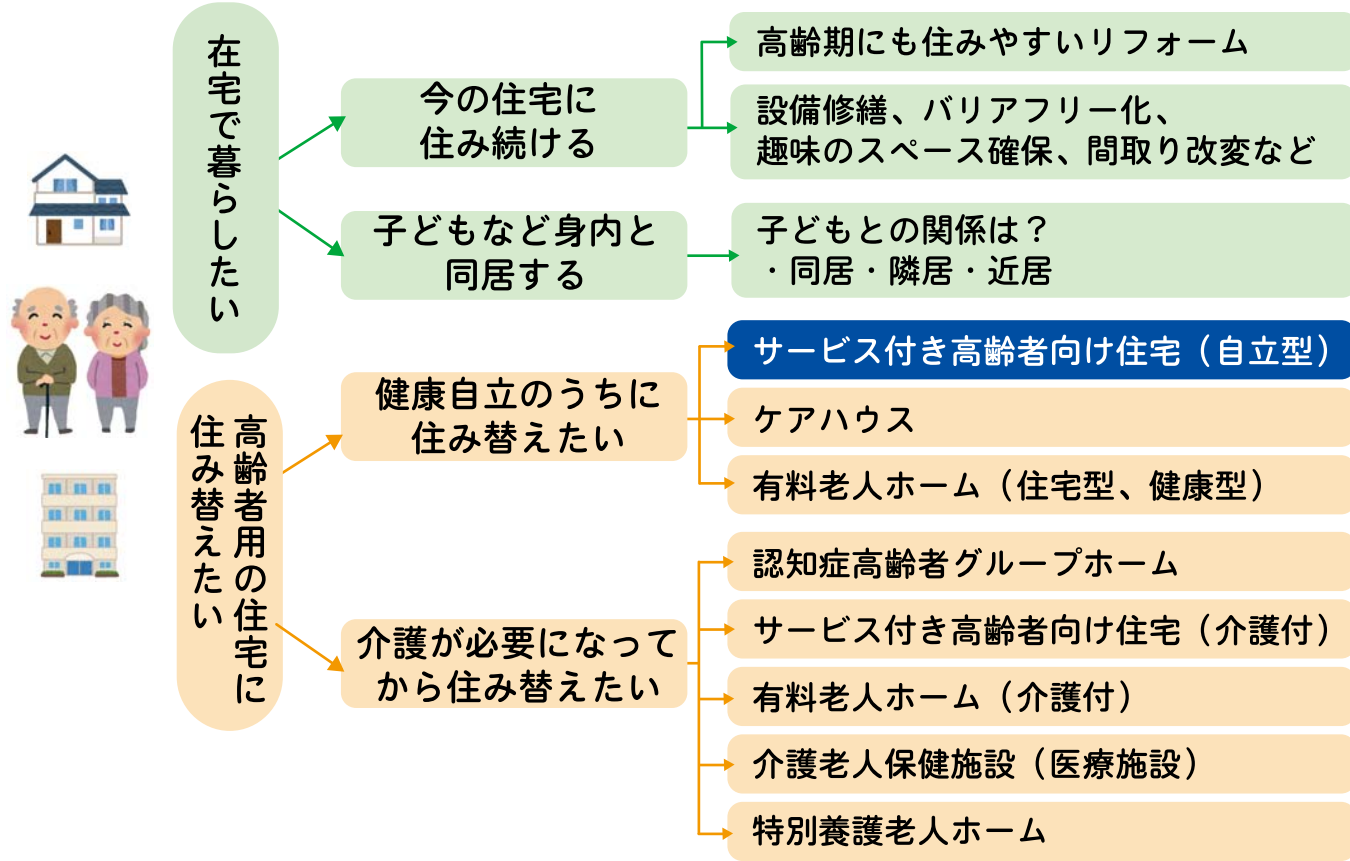 在宅で暮らしたい
今の住宅に
住み続ける
高齢期にも住みやすいリフォーム
設備修繕、バリアフリー化、
趣味のスペース確保、間取り改変など
子どもなど身内と
同居する
子どもとの関係は？
・同居・隣居・近居
高齢者用の住宅に
住み替えたい
健康自立のうちに
住み替えたい
サービス付き高齢者向け住宅（自立型）
ケアハウス
有料老人ホーム（住宅型、健康型）
介護が必要になって
から住み替えたい
認知症高齢者グループホーム
サービス付き高齢者向け住宅（介護付）
有料老人ホーム（介護付）
介護老人保健施設（医療施設）
特別養護老人ホーム